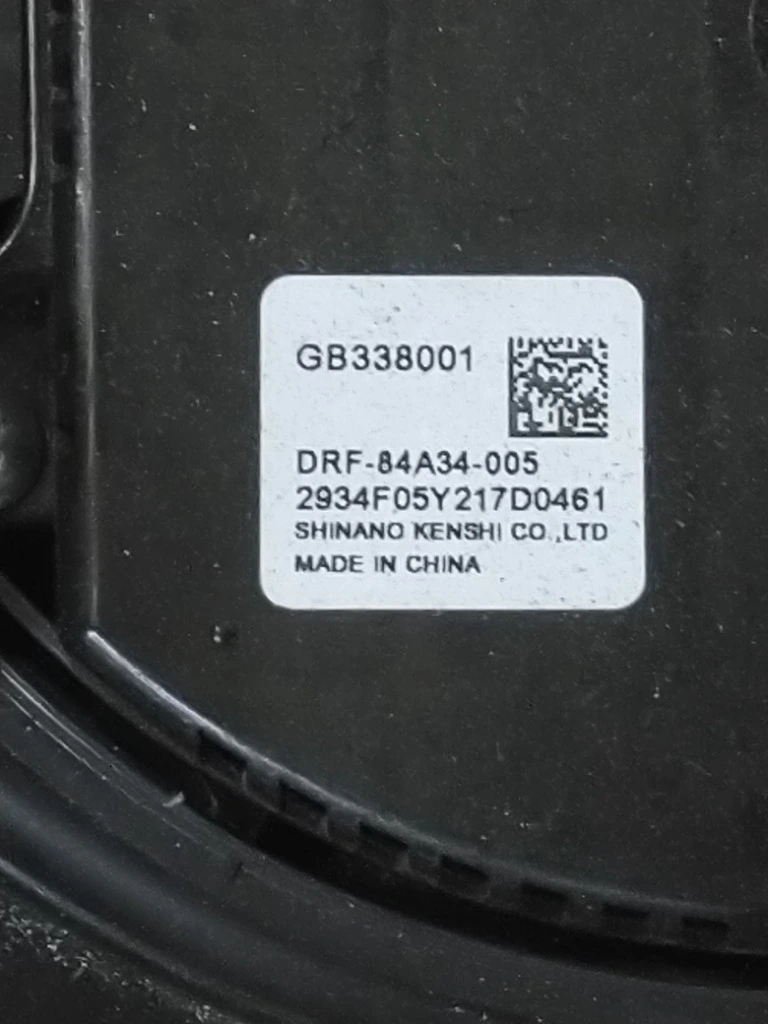 GB338001
DRF-84A34-005
2934F05Y217D0461
SHINANO KENSHI CO.,LTD
MADE IN CHINA